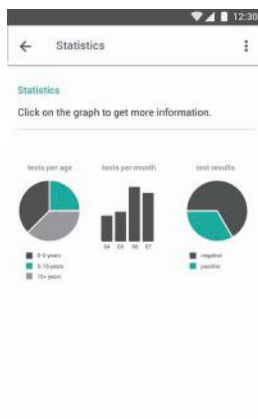 12:30
Statistics
Statistics
Click on the graph to get more information.
tests per age
tests per month
test results
04 05 06 07
0-5 years
5-15 years
15+ years
negative
positive